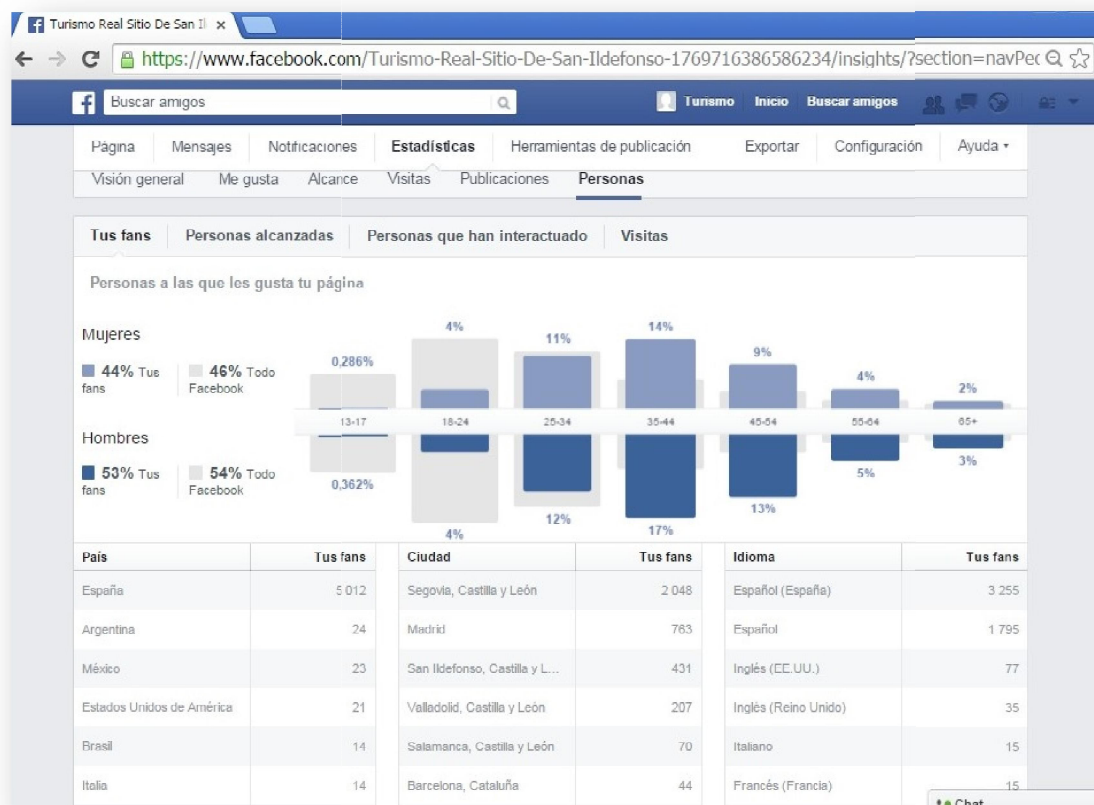 Turismo Real Sitio De San Il
https://www.facebook.com/Turismo-Real-Sitio-De-San-Ildefonso-1769716386586234/insights/?section=navPec
Buscar amigos Turismo Inicio Buscar amigos
Página Mensajes Notificaciones Estadísticas Herramientas de publicación Exportar Configuración Ayuda
Visión general Me gusta Alcance Visitas Publicaciones Personas
Tus fans Personas alcanzadas Personas que han interactuado Visitas
Personas a las que les gusta tu página
Mujeres
44% Tus fans
46% Todo Facebook
0,286% 4% 11% 14% 9% 4% 2%
13-17 18-24 25-34 35-44 45-54 55-64 65+
Hombres
53% Tus fans
54% Todo Facebook
0,362% 4% 12% 17% 13% 5% 3%
País Tus fans Ciudad Tus fans Idioma Tus fans
España 5 012 Segovia, Castilla y León 2 048 Español (España) 3 255
Argentina 24 Madrid 763 Español 1 795
México 23 San Ildefonso, Castilla y L... 431 Inglés (EE.UU.) 77
Estados Unidos de América 21 Valladolid, Castilla y León 207 Inglés (Reino Unido) 35
Brasil 14 Salamanca, Castilla y León 70 Italiano 15
Italia 14 Barcelona, Cataluña 44 Francés (Francia) 15
Chat